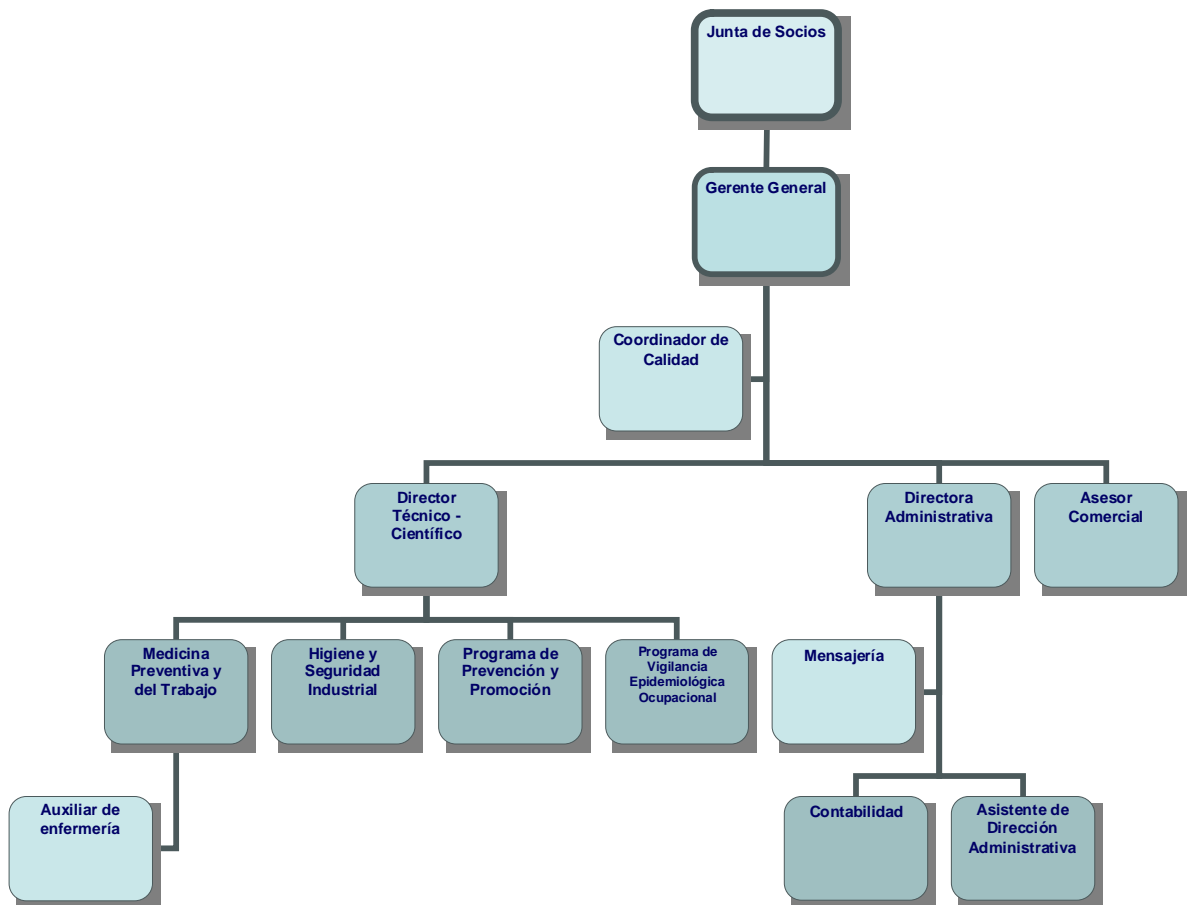 Junta de Socios
Gerente General
Coordinador de
Calidad
Director
Técnico -
Científico
Directora
Administrativa
Asesor
Comercial
Medicina
Preventiva y
del Trabajo
Higiene y
Seguridad
Industrial
Programa de
Prevención y
Promoción
Programa de
Vigilancia
Epidemiológica
Ocupacional
Mensajería
Auxiliar de
enfermería
Contabilidad
Asistente de
Dirección
Administrativa